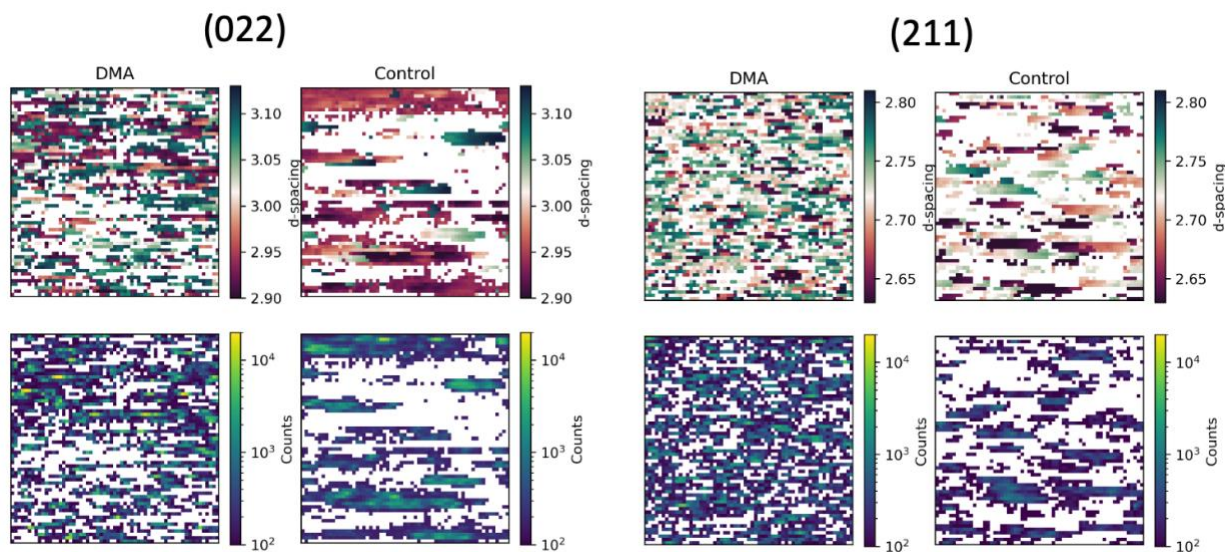 (022)
(211)
DMA
Control
DMA
Control
3.10
3.05
3.00
2.95
2.90
d-spacing
3.10
3.05
3.00
2.95
2.90
d-spacing
2.80
2.75
2.70
2.65
d-spacing
2.80
2.75
2.70
2.65
d-spacing
10⁴
10³
10²
Counts
10⁴
10³
10²
Counts
10⁴
10³
10²
Counts
10⁴
10³
10²
Counts